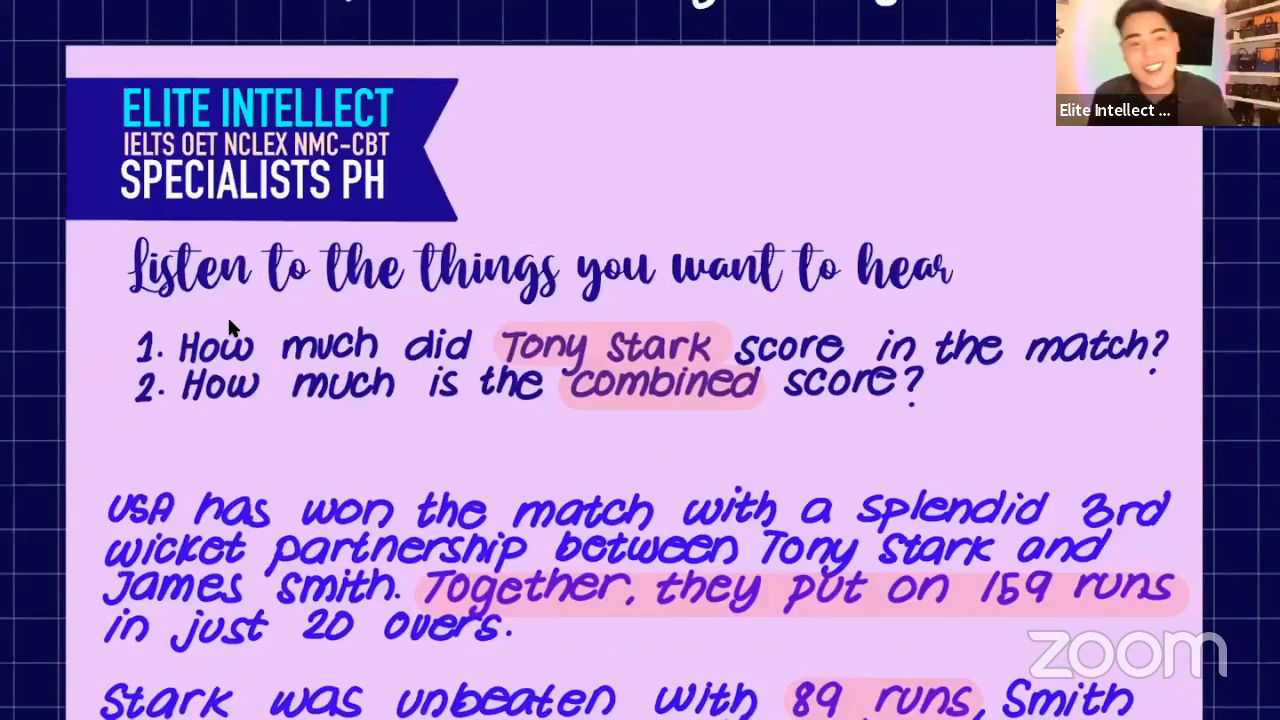 Elite Intellect ...
ELITE INTELLECT
IELTS OET NCLEX NMC-CBT
SPECIALISTS PH
Listen to the things you want to hear
1. How much did Tony Stark score in the match?
2. How much is the combined score?
USA has won the match with a splendid 3rd
wicket partnership between Tony Stark and
James Smith. Together, they put on 159 runs
in just 20 overs.
Stark was unbeaten with 89 runs, Smith
zoom